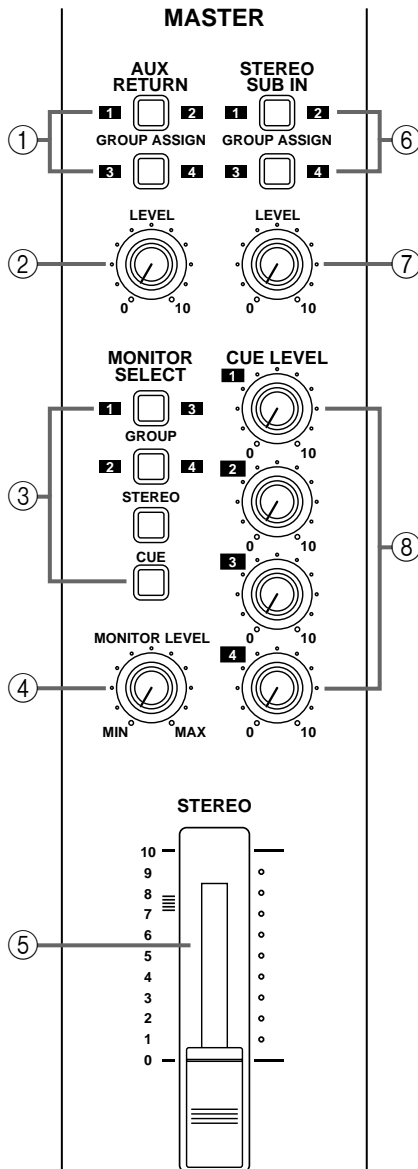 MASTER
AUX RETURN
STEREO SUB IN
1 2 1 2
① ⑥
GROUP ASSIGN GROUP ASSIGN
3 4 3 4
LEVEL LEVEL
② ⑦
0 10 0 10
MONITOR SELECT
CUE LEVEL
1
1 3
0 10
GROUP
2 4
2
③
STEREO
0 10
⑧
CUE
3
0 10
MONITOR LEVEL
4
④
MIN MAX
0 10
STEREO
10
9
8
7
6
⑤
5
4
3
2
1
0